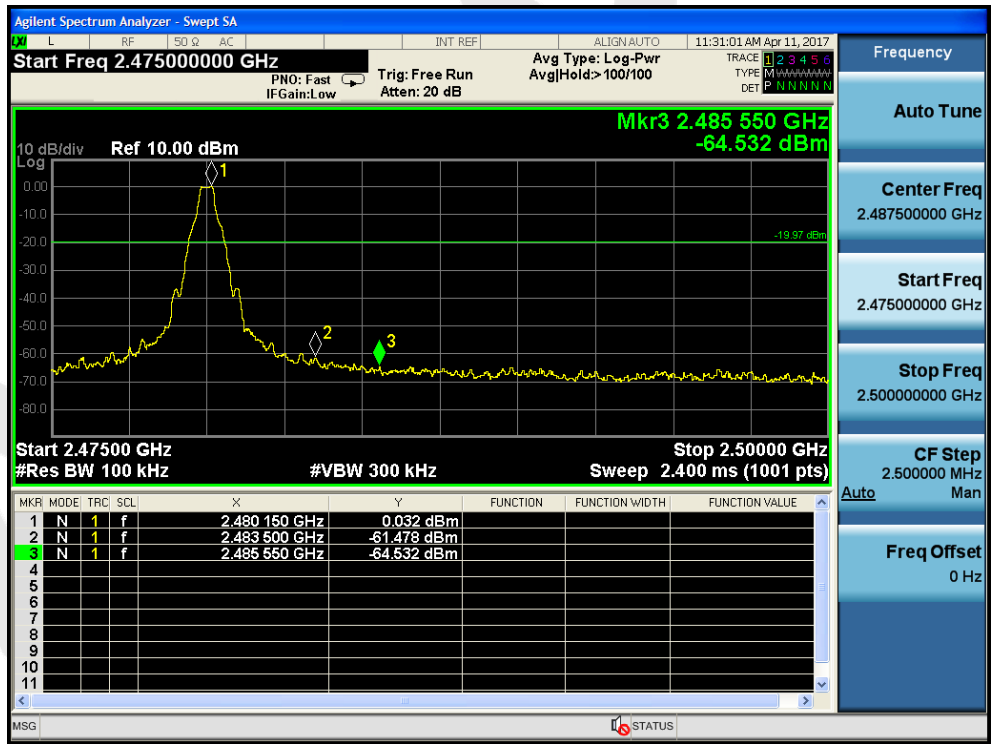 Agilent Spectrum Analyzer - Swept SA
LXI L RF 50 Ω AC INT REF ALIGN AUTO 11:31:01 AM Apr 11, 2017
Start Freq 2.475000000 GHz
PNO: Fast
IFGain:Low
Trig: Free Run
Atten: 20 dB
Avg Type: Log-Pwr
Avg|Hold:> 100/100
TRACE 1 2 3 4 5 6
TYPE M WWWWW
DET P N N N N N
Mkr3 2.485 550 GHz
-64.532 dBm
10 dB/div Ref 10.00 dBm
Log
0.00
-10.0
-20.0
-30.0
-40.0
-50.0
-60.0
-70.0
-80.0
1
-19.97 dBm
2
3
Start 2.47500 GHz Stop 2.50000 GHz
#Res BW 100 kHz #VBW 300 kHz Sweep 2.400 ms (1001 pts)
MKR MODE TRC SCL X Y FUNCTION FUNCTION WIDTH FUNCTION VALUE
1 N 1 f 2.480 150 GHz 0.032 dBm
2 N 1 f 2.483 500 GHz -61.478 dBm
3 N 1 f 2.485 550 GHz -64.532 dBm
4
5
6
7
8
9
10
11
MSG STATUS
Frequency
Auto Tune
Center Freq
2.487500000 GHz
Start Freq
2.475000000 GHz
Stop Freq
2.500000000 GHz
CF Step
2.500000 MHz
Auto Man
Freq Offset
0 Hz